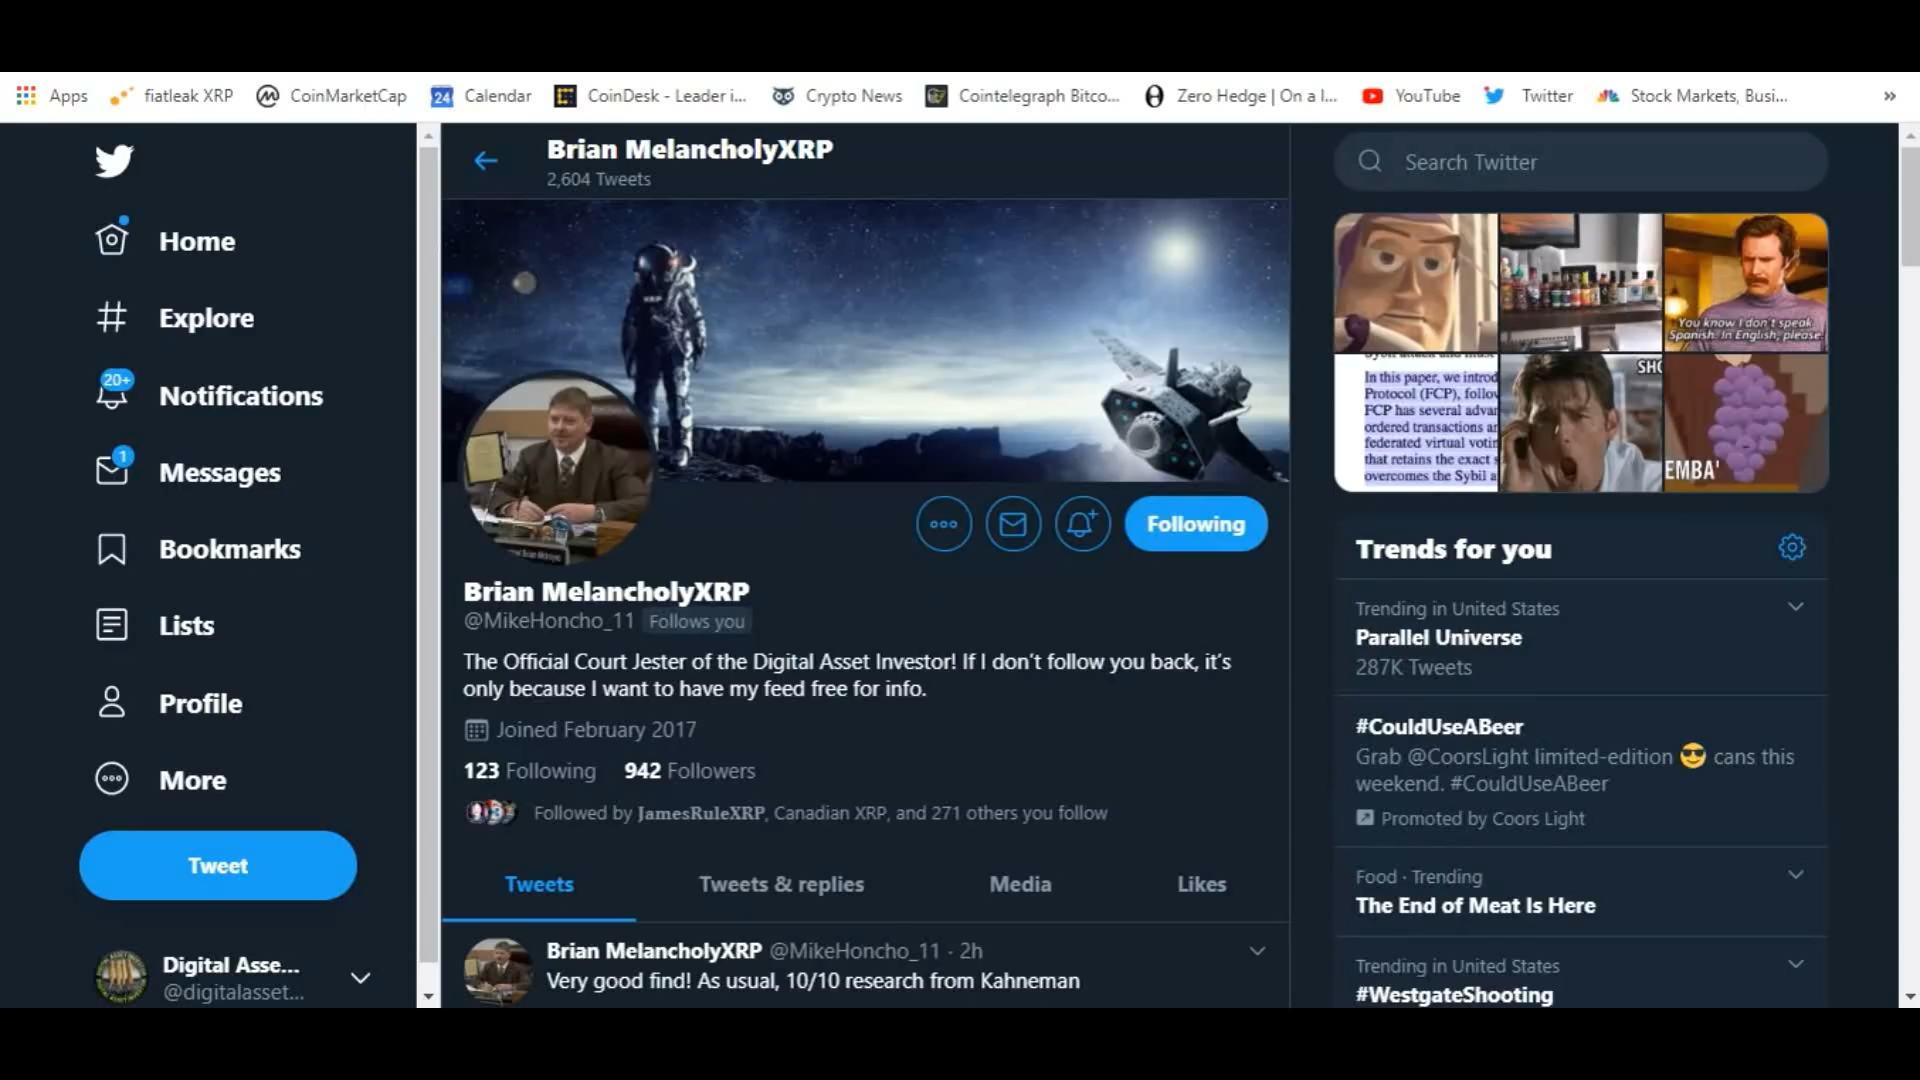 Apps
fiatleak XRP
CoinMarketCap
24
Calendar
CoinDesk - Leader i...
Crypto News
Cointelegraph Bitco...
Zero Hedge | On a l...
YouTube
Twitter
Stock Markets, Busi...
»
Home
Explore
20+
Notifications
1
Messages
Bookmarks
Lists
Profile
More
Tweet
Digital Asse...
@digitalasset...
Brian MelancholyXRP
2,604 Tweets
XRP
Following
Brian MelancholyXRP
@MikeHoncho_11 Follows you
The Official Court Jester of the Digital Asset Investor! If I don't follow you back, it's
only because I want to have my feed free for info.
Joined February 2017
123 Following 942 Followers
Followed by JamesRuleXRP, Canadian XRP, and 271 others you follow
Tweets
Tweets & replies
Media
Likes
Brian MelancholyXRP @MikeHoncho_11 · 2h
Very good find! As usual, 10/10 research from Kahneman
Search Twitter
You know I don't speak
Spanish. In English, please.
In this paper, we introd
Protocol (FCP), follow
FCP has several advan
ordered transactions an
federated virtual votin
that retains the exact s
overcomes the Sybil a
SHO
EMBA'
Trends for you
Trending in United States
Parallel Universe
287K Tweets
#CouldUseABeer
Grab @CoorsLight limited-edition 😎 cans this
weekend. #CouldUseABeer
Promoted by Coors Light
Food · Trending
The End of Meat Is Here
Trending in United States
#WestgateShooting